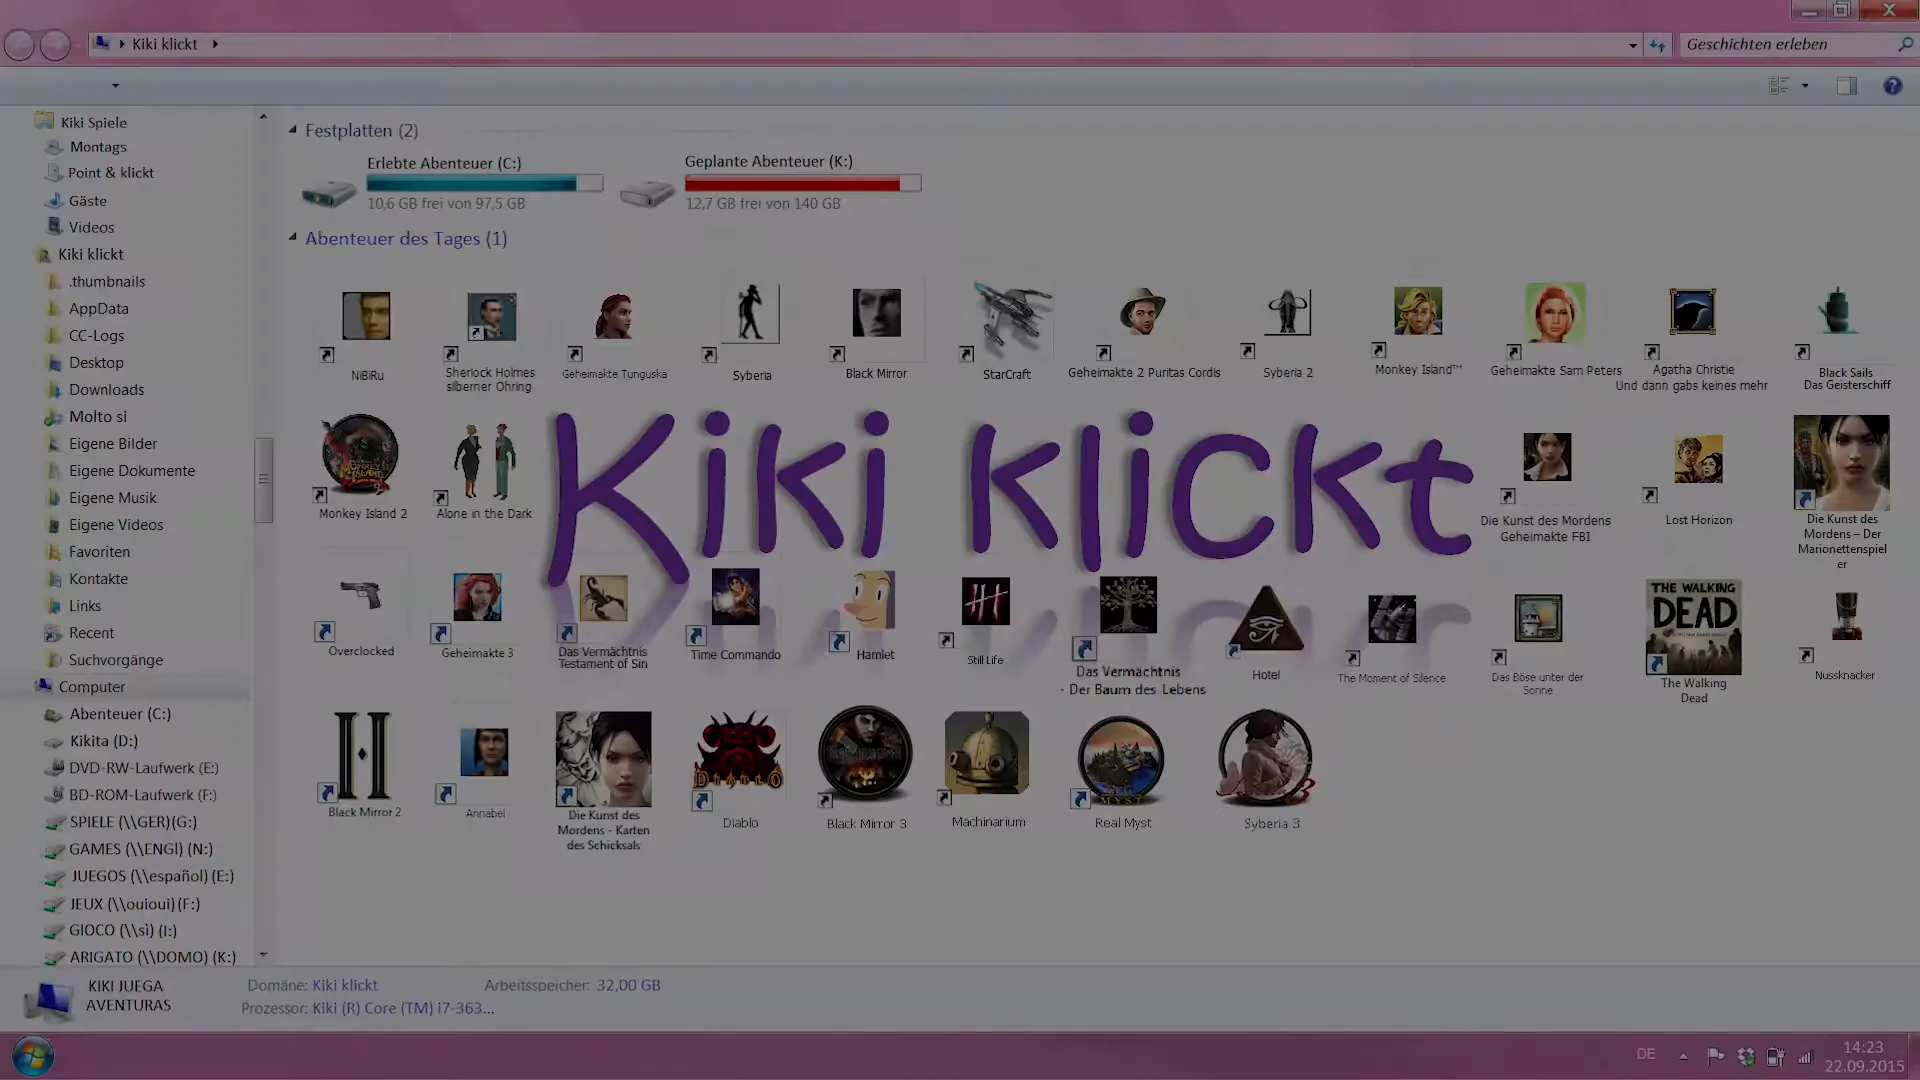 Kiki klickt
Geschichten erleben
Kiki Spiele
Montags
Point & klickt
Gäste
Videos
Kiki klickt
.thumbnails
AppData
CC-Logs
Desktop
Downloads
Molto si
Eigene Bilder
Eigene Dokumente
Eigene Musik
Eigene Videos
Favoriten
Kontakte
Links
Recent
Suchvorgänge
Computer
Abenteuer (C:)
Kikita (D:)
DVD-RW-Laufwerk (E:)
BD-ROM-Laufwerk (F:)
SPIELE (\\GER)(G:)
GAMES (\\ENGl) (N:)
JUEGOS (\\español) (E:)
JEUX (\\ouioui)(F:)
GIOCO (\\sì) (I:)
ARIGATO (\\DOMO) (K:)
Festplatten (2)
Erlebte Abenteuer (C:)
10,6 GB frei von 97,5 GB
Geplante Abenteuer (K:)
12,7 GB frei von 140 GB
Abenteuer des Tages (1)
NiBiRu
Sherlock Holmes
silberner Ohring
Geheimakte Tunguska
Syberia
Black Mirror
StarCraft
Geheimakte 2 Puritas Cordis
Syberia 2
Monkey Island™
Geheimakte Sam Peters
Agatha Christie
Und dann gabs keines mehr
Black Sails
Das Geisterschiff
Monkey Island 2
Alone in the Dark
Kiki klickt
Die Kunst des Mordens
Geheimakte FBI
Lost Horizon
Die Kunst des
Mordens – Der
Marionettenspiel
er
Overclocked
Geheimakte 3
Das Vermächtnis
Testament of Sin
Time Commando
Hamlet
Still Life
Das Vermächtnis
- Der Baum des Lebens
Hotel
The Moment of Silence
Das Böse unter der
Sonne
THE WALKING
DEAD
The Walking
Dead
Nussknacker
Black Mirror 2
Annabel
Die Kunst des
Mordens - Karten
des Schicksals
DIABLO
Diablo
Black Mirror 3
Machinarium
MYST
Real Myst
Syberia 3
KIKI JUEGA
AVENTURAS
Domäne: Kiki klickt
Arbeitsspeicher: 32,00 GB
Prozessor: Kiki (R) Core (TM) i7-363...
DE
14:23
22.09.2015